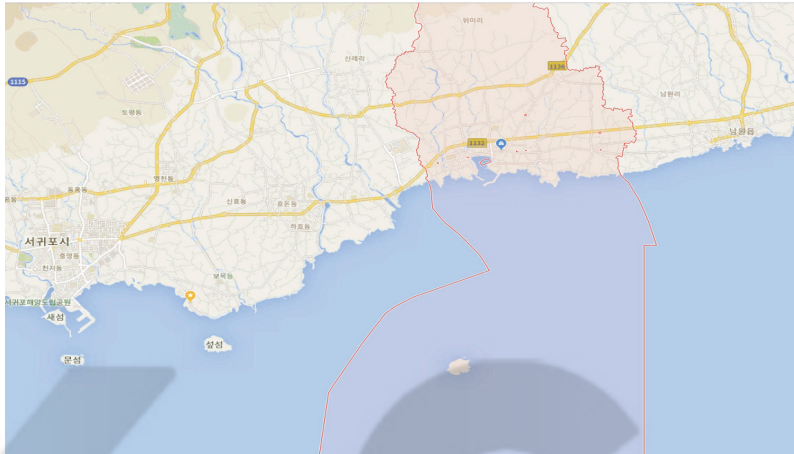 위미리
1136
신례리
1115
남원리
토평동
남원읍
1132
동홍동
영천동
신효동
효돈동
하효동
서귀포시
중앙동
천지동
보목동
서귀포해양도립공원
새섬
섶섬
문섬